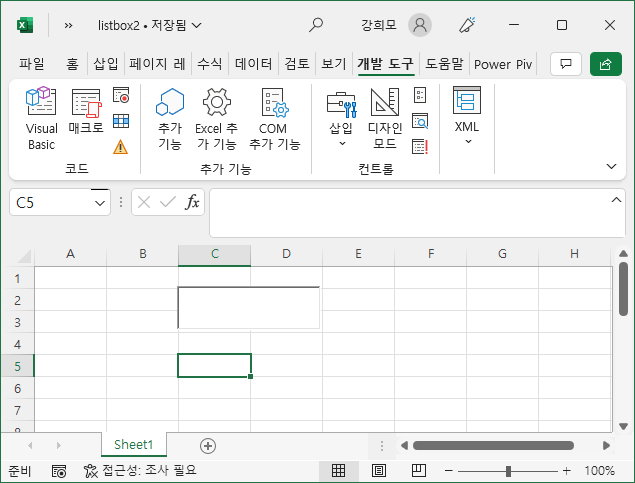 listbox2 • 저장됨
강희모
파일 홈 삽입 페이지 레 수식 데이터 검토 보기 개발 도구 도움말 Power Piv
Visual Basic
매크로
코드
추가 기능
Excel 추가 기능
COM 추가 기능
추가 기능
삽입
디자인 모드
컨트롤
XML
C5
fx
A B C D E F G H
1
2
3
4
5
6
7
8
Sheet1
준비 접근성: 조사 필요 100%